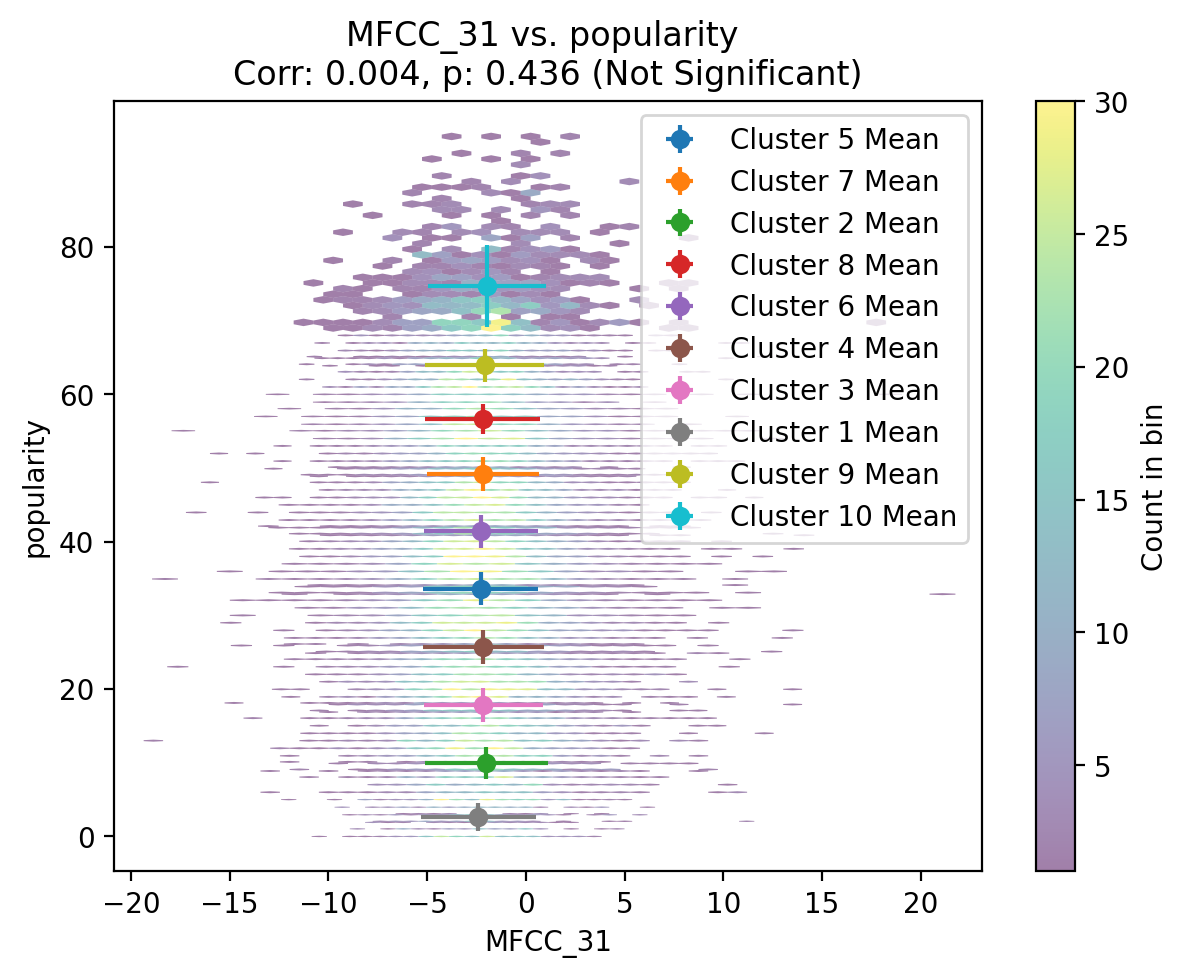 MFCC_31 vs. popularity
Corr: 0.004, p: 0.436 (Not Significant)
popularity
80
60
40
20
0
−20
−15
−10
−5
0
5
10
15
20
MFCC_31
Cluster 5 Mean
Cluster 7 Mean
Cluster 2 Mean
Cluster 8 Mean
Cluster 6 Mean
Cluster 4 Mean
Cluster 3 Mean
Cluster 1 Mean
Cluster 9 Mean
Cluster 10 Mean
30
25
20
15
10
5
Count in bin